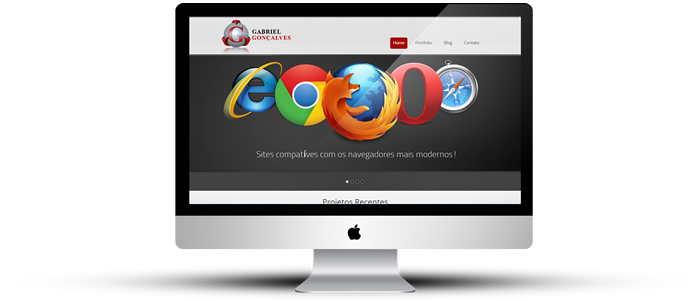 GABRIEL
GONÇALVES
Home Portfolio Blog Contato
Sites compatíves com os navegadores mais modernos!
Projetos Recentes